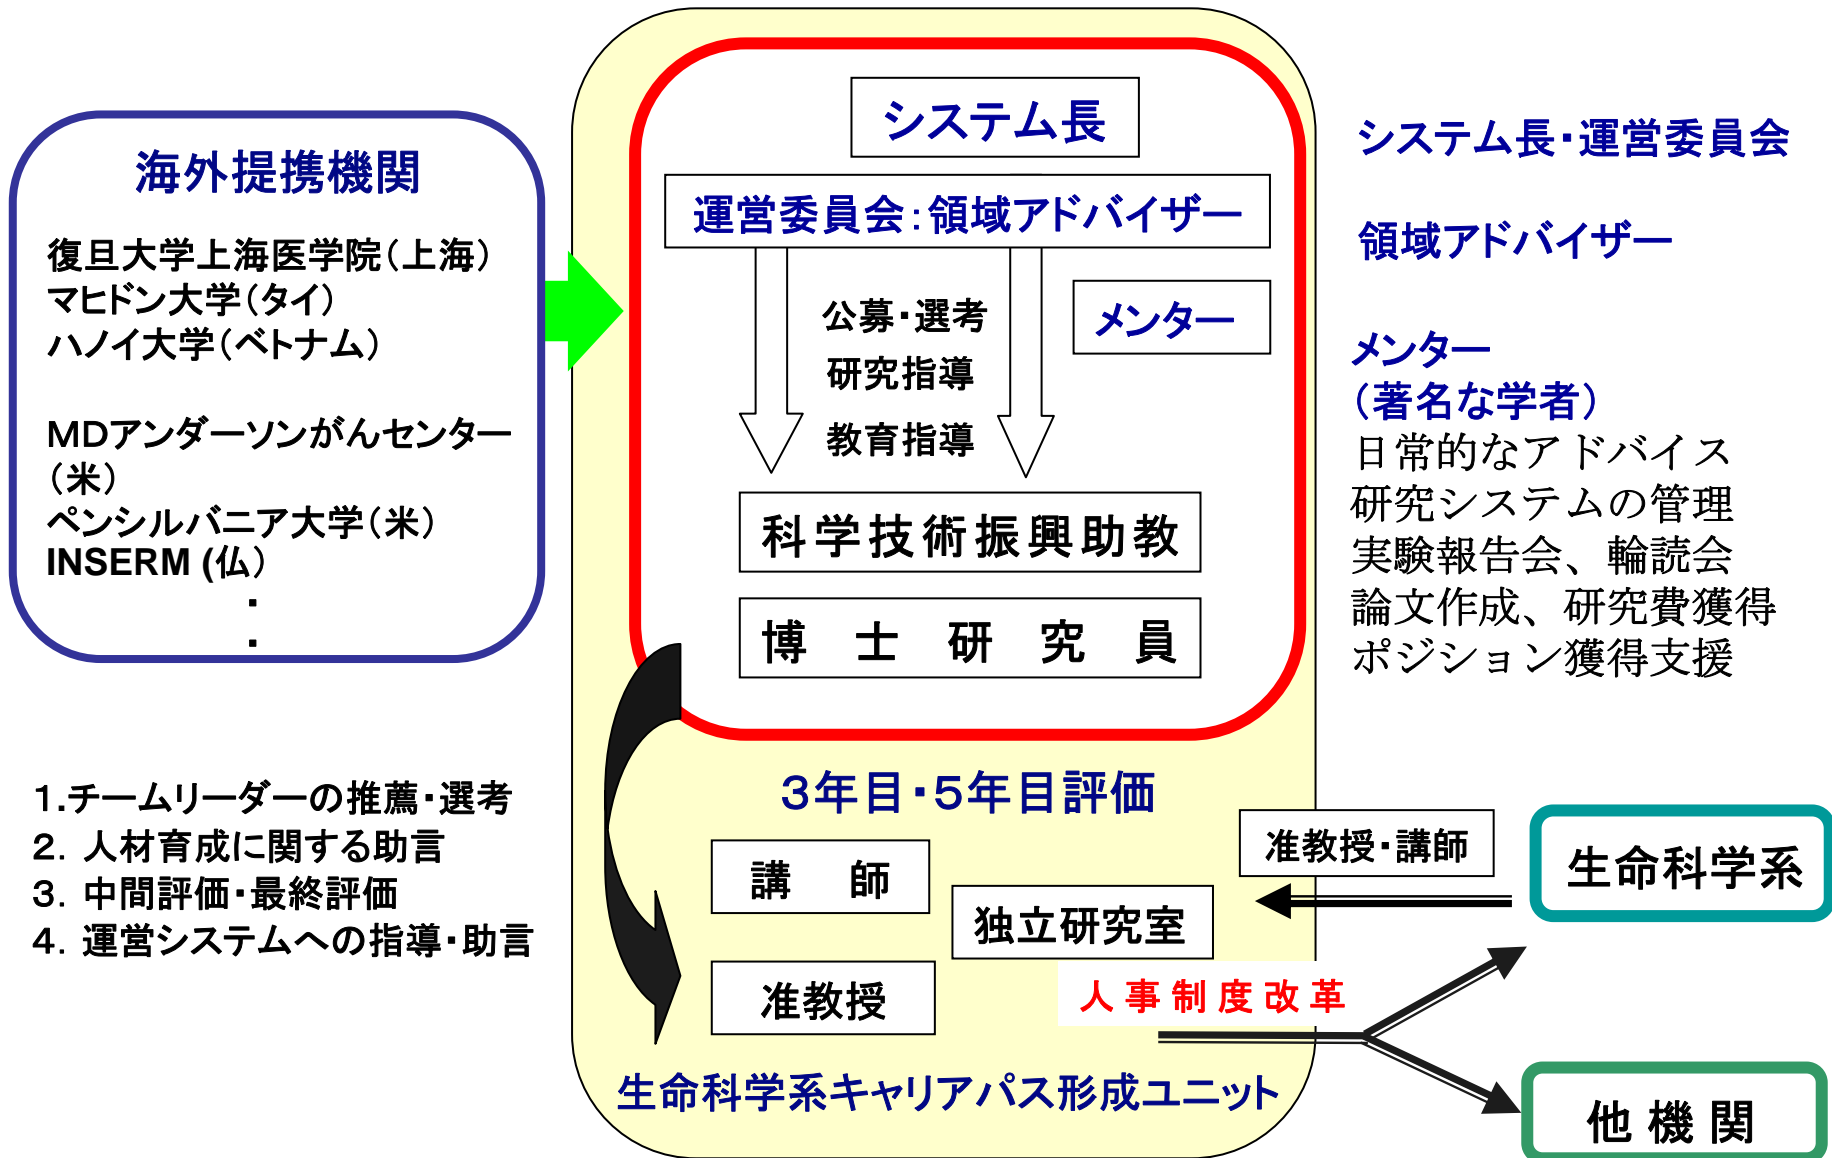 海外提携機関
復旦大学上海医学院(上海)
マヒドン大学(タイ)
ハノイ大学(ベトナム)
MDアンダーソンがんセンター
(米)
ペンシルバニア大学(米)
INSERM (仏)
・
・
1.チームリーダーの推薦・選考
2. 人材育成に関する助言
3. 中間評価・最終評価
4. 運営システムへの指導・助言
システム長
運営委員会:領域アドバイザー
メンター
公募・選考
研究指導
教育指導
科学技術振興助教
博士研究員
3年目・5年目評価
講師
独立研究室
准教授
人事制度改革
生命科学系キャリアパス形成ユニット
システム長・運営委員会
領域アドバイザー
メンター
(著名な学者)
日常的なアドバイス
研究システムの管理
実験報告会、輪読会
論文作成、研究費獲得
ポジション獲得支援
准教授・講師
生命科学系
他機関